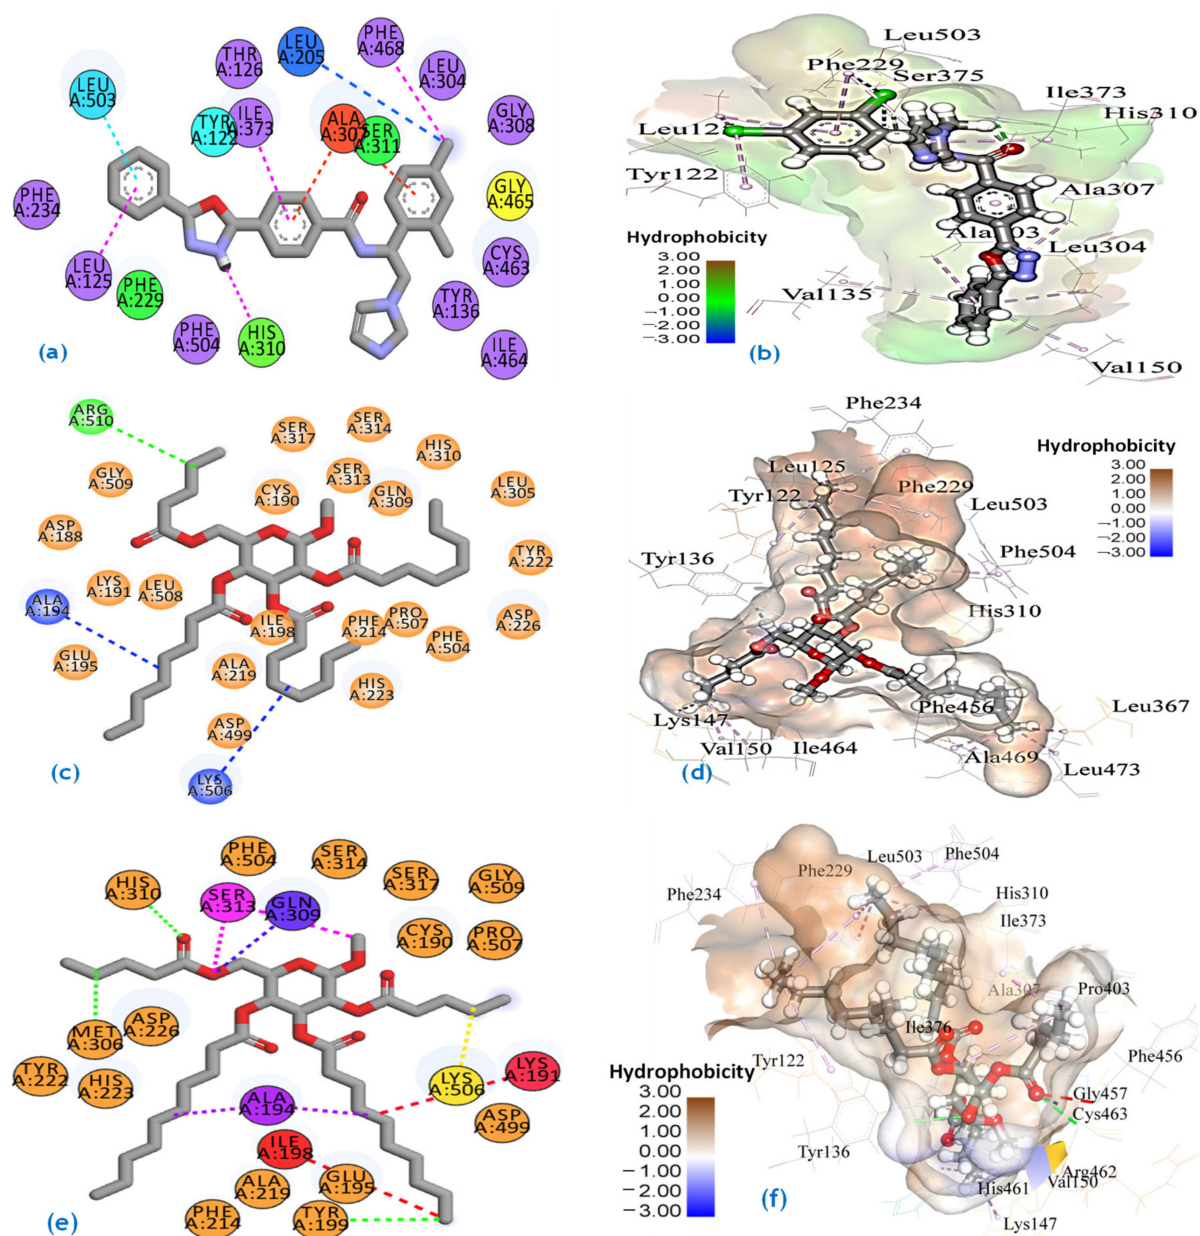 PHE
A:468
LEU
A:205
THR
A:126
LEU
A:304
LEU
A:503
GLY
A:308
TYR
A:122
ILE
A:373
ALA
A:307
SER
A:311
GLY
A:465
PHE
A:234
CYS
A:463
LEU
A:125
PHE
A:229
TYR
A:136
PHE
A:504
HIS
A:310
ILE
A:464
(a)
Leu503
Phe229
Ser375
Ile373
His310
Tyr122
Ala307
Leu304
Hydrophobicity
3.00
2.00
1.00
0.00
−1.00
−2.00
−3.00
Val135
Val150
(b)
ARG
A:510
SER
A:317
SER
A:314
HIS
A:310
GLY
A:509
SER
A:313
CYS
A:190
GLN
A:309
LEU
A:305
ASP
A:188
TYR
A:222
LYS
A:191
LEU
A:508
ALA
A:194
ILE
A:198
PHE
A:214
PRO
A:507
PHE
A:504
ASP
A:226
GLU
A:195
ALA
A:219
HIS
A:223
ASP
A:499
LYS
A:506
(c)
Phe234
Leu125
Phe229
Tyr122
Leu503
Tyr136
Phe504
His310
Hydrophobicity
3.00
2.00
1.00
0.00
−1.00
−2.00
−3.00
Lys147
Phe456
Leu367
Val150
Ile464
Ala469
Leu473
(d)
PHE
A:504
SER
A:314
HIS
A:310
SER
A:317
GLY
A:509
SER
A:313
GLN
A:309
CYS
A:190
PRO
A:507
MET
A:306
ASP
A:226
TYR
A:222
HIS
A:223
LYS
A:506
LYS
A:191
ALA
A:194
ASP
A:499
ILE
A:198
ALA
A:219
GLU
A:195
PHE
A:214
TYR
A:199
(e)
Leu503
Phe504
Phe229
Phe234
His310
Ile373
Ala307
Pro403
Ile376
Tyr122
Phe456
Gly457
Cys463
Tyr136
Arg462
Val150
His461
Lys147
Hydrophobicity
3.00
2.00
1.00
0.00
−1.00
−2.00
−3.00
(f)